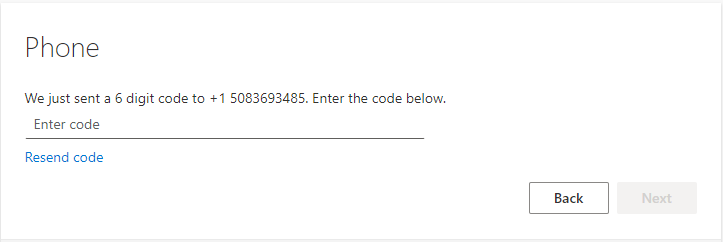 Phone
We just sent a 6 digit code to +1 5083693485. Enter the code below.
Enter code
Resend code
Back Next